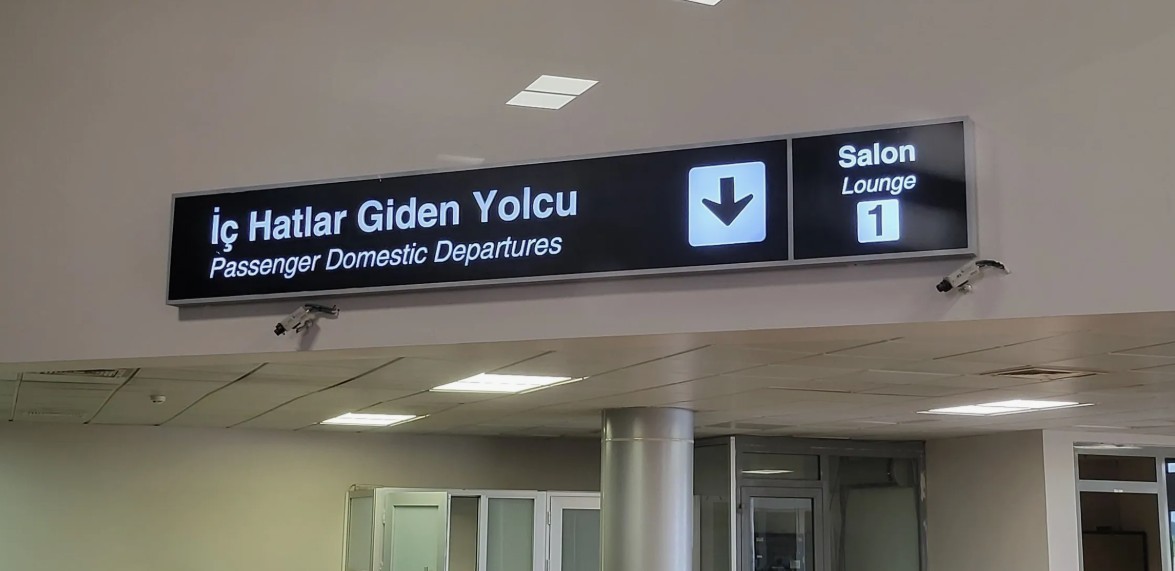 İç Hatlar Giden Yolcu
Passenger Domestic Departures
Salon
Lounge
1